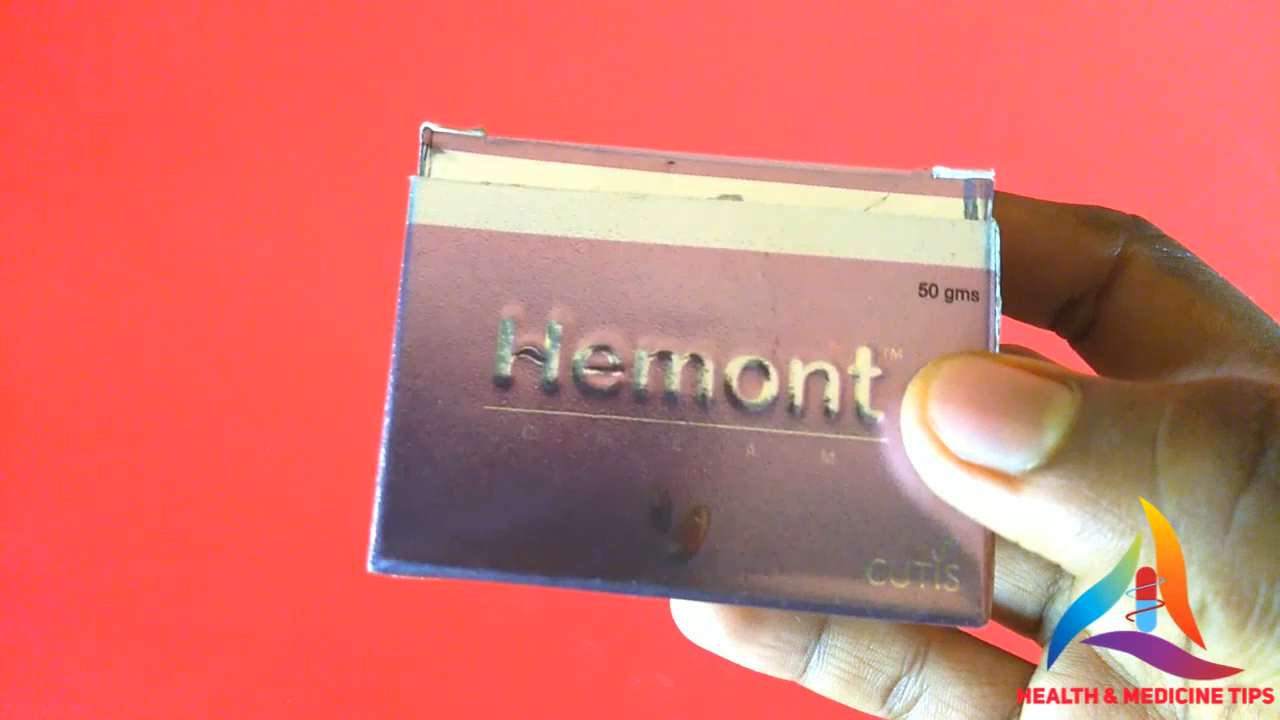 50 gms
Hemont™
C R E A M
CUTIS
HEALTH & MEDICINE TIPS